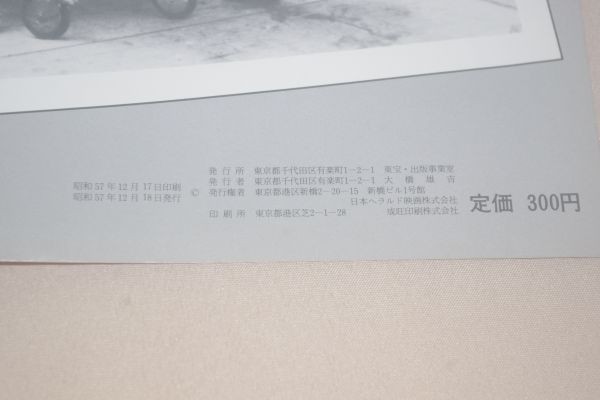 昭和57年12月17日印刷
昭和57年12月18日発行
©
発行所 東京都千代田区有楽町1-2-1 東宝・出版事業室
発行者 東京都千代田区有楽町1-2-1 大橋雄吉
発行権者 東京都港区新橋2-20-15 新橋ビル1号館
日本ヘラルド映画株式会社
印刷所 東京都港区芝2-1-28 成旺印刷株式会社
定価 300円